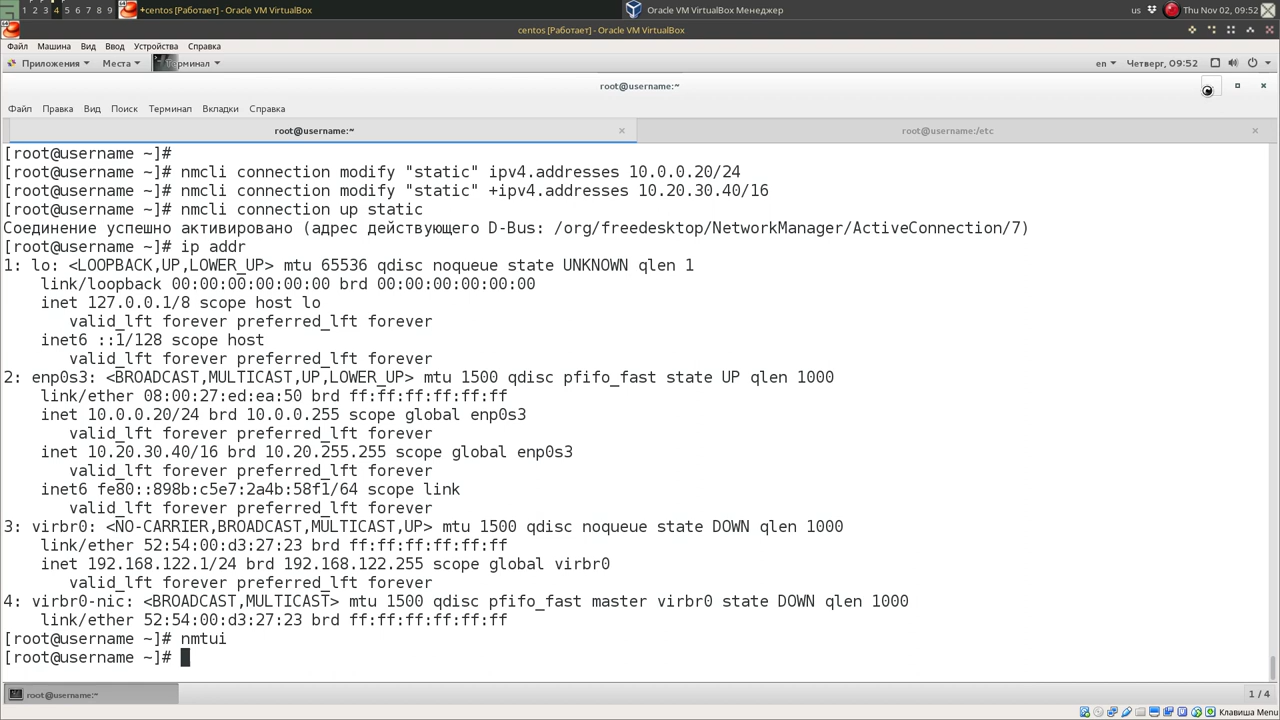 1 2 3 4 5 6 7 8 9 +centos [Работает] - Oracle VM VirtualBox Oracle VM VirtualBox Менеджер us Thu Nov 02, 09:52
centos [Работает] - Oracle VM VirtualBox
Файл Машина Вид Ввод Устройства Справка
Приложения Места Терминал en Четверг, 09:52
root@username:~
Файл Правка Вид Поиск Терминал Вкладки Справка
root@username:~ × root@username:/etc ×
[root@username ~]#
[root@username ~]# nmcli connection modify "static" ipv4.addresses 10.0.0.20/24
[root@username ~]# nmcli connection modify "static" +ipv4.addresses 10.20.30.40/16
[root@username ~]# nmcli connection up static
Соединение успешно активировано (адрес действующего D-Bus: /org/freedesktop/NetworkManager/ActiveConnection/7)
[root@username ~]# ip addr
1: lo: <LOOPBACK,UP,LOWER_UP> mtu 65536 qdisc noqueue state UNKNOWN qlen 1
link/loopback 00:00:00:00:00:00 brd 00:00:00:00:00:00
inet 127.0.0.1/8 scope host lo
valid_lft forever preferred_lft forever
inet6 ::1/128 scope host
valid_lft forever preferred_lft forever
2: enp0s3: <BROADCAST,MULTICAST,UP,LOWER_UP> mtu 1500 qdisc pfifo_fast state UP qlen 1000
link/ether 08:00:27:ed:ea:50 brd ff:ff:ff:ff:ff:ff
inet 10.0.0.20/24 brd 10.0.0.255 scope global enp0s3
valid_lft forever preferred_lft forever
inet 10.20.30.40/16 brd 10.20.255.255 scope global enp0s3
valid_lft forever preferred_lft forever
inet6 fe80::898b:c5e7:2a4b:58f1/64 scope link
valid_lft forever preferred_lft forever
3: virbr0: <NO-CARRIER,BROADCAST,MULTICAST,UP> mtu 1500 qdisc noqueue state DOWN qlen 1000
link/ether 52:54:00:d3:27:23 brd ff:ff:ff:ff:ff:ff
inet 192.168.122.1/24 brd 192.168.122.255 scope global virbr0
valid_lft forever preferred_lft forever
4: virbr0-nic: <BROADCAST,MULTICAST> mtu 1500 qdisc pfifo_fast master virbr0 state DOWN qlen 1000
link/ether 52:54:00:d3:27:23 brd ff:ff:ff:ff:ff:ff
[root@username ~]# nmtui
[root@username ~]#
root@username:~ 1 / 4
Клавиша Menu